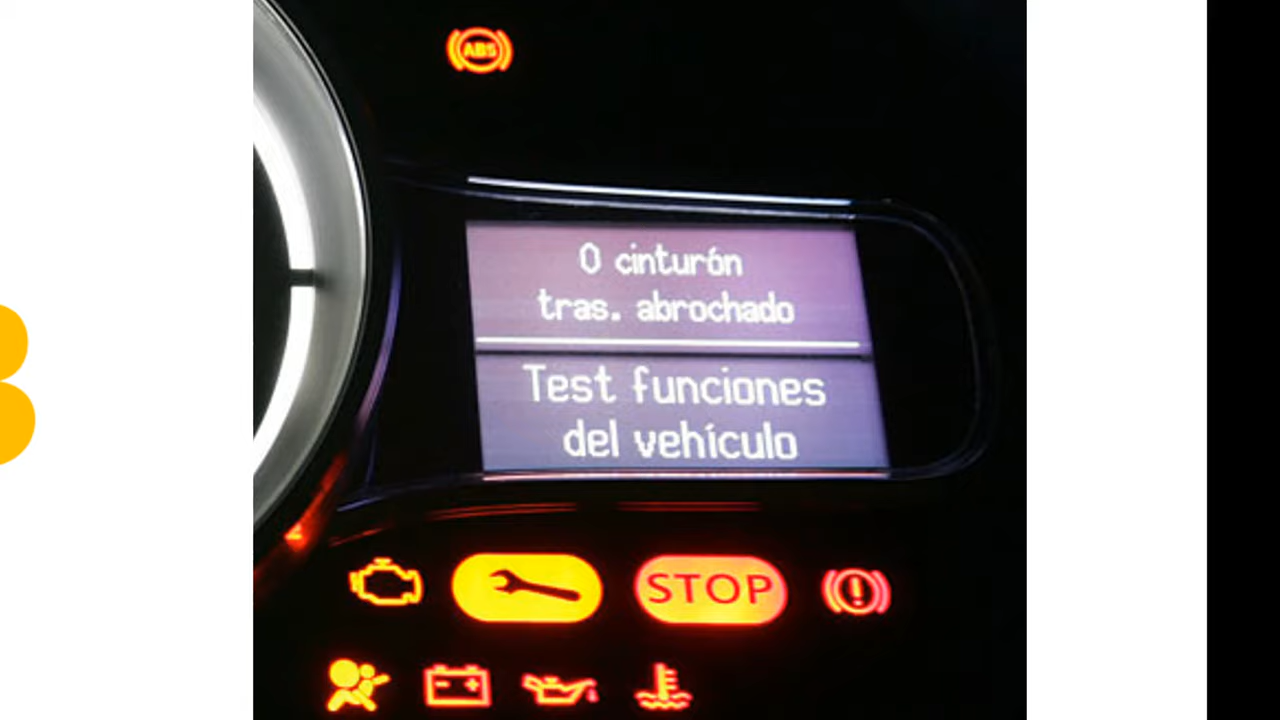 ABS
0 cinturón
tras. abrochado
Test funciones
del vehículo
STOP